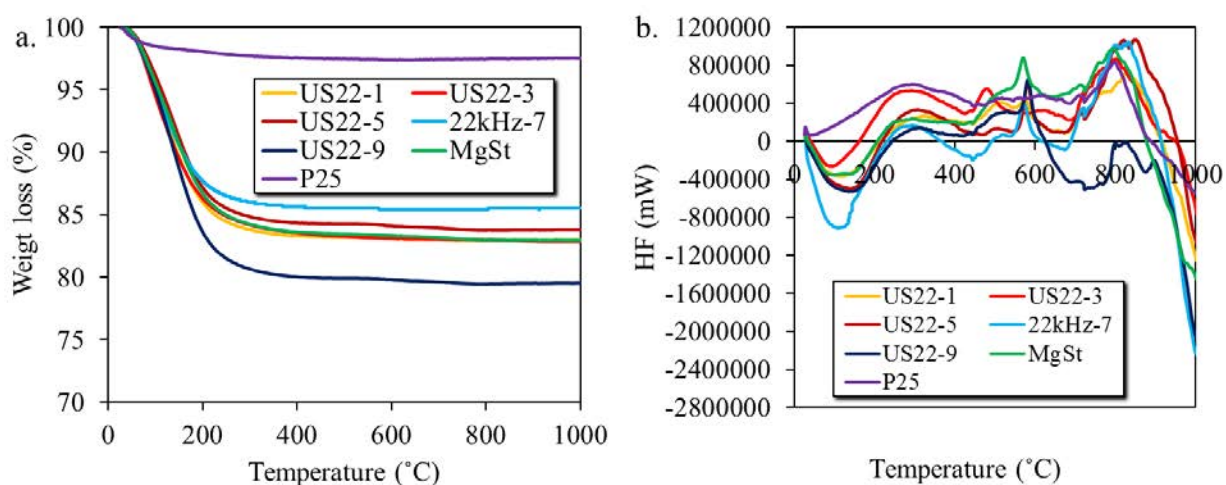 a.
100
95
90
85
80
75
70
Weigt loss (%)
US22-1 US22-3
US22-5 22kHz-7
US22-9 MgSt
P25
0 200 400 600 800 1000
Temperature (˚C)
b.
1200000
800000
400000
0
-400000
-800000
-1200000
-1600000
-2000000
-2400000
-2800000
HF (mW)
0 200 400 600 800 1000
US22-1 US22-3
US22-5 22kHz-7
US22-9 MgSt
P25
Temperature (˚C)